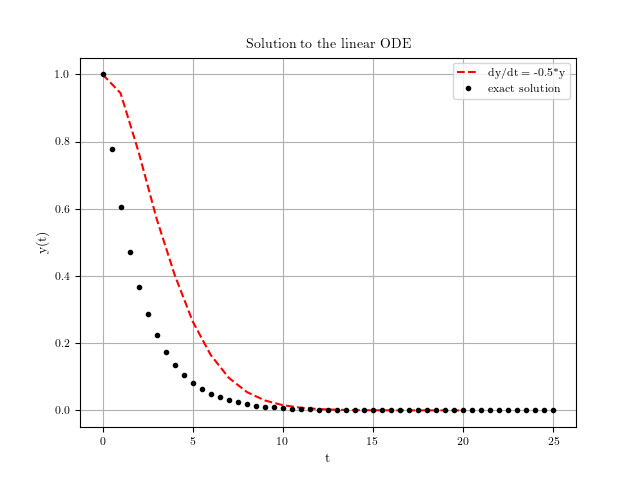 Solution to the linear ODE
dy/dt = -0.5*y
exact solution
1.0
0.8
0.6
0.4
0.2
0.0
y(t)
0 5 10 15 20 25
t